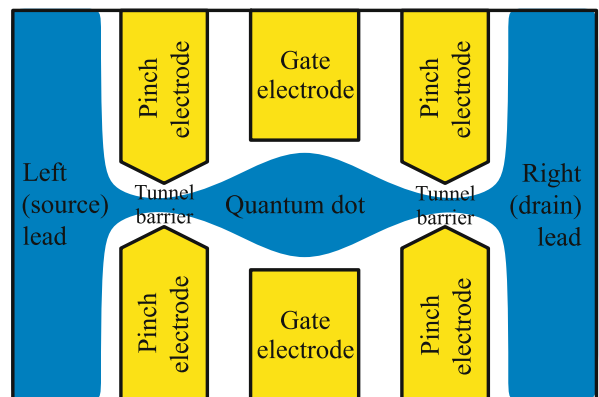 Pinch
electrode
Gate
electrode
Pinch
electrode
Left
(source)
lead
Tunnel
barrier
Quantum dot
Tunnel
barrier
Right
(drain)
lead
Pinch
electrode
Gate
electrode
Pinch
electrode